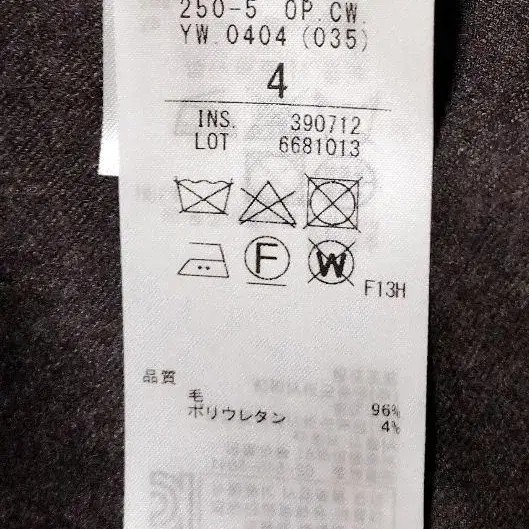 250-5 OP.CW.
YW.0404 (035)
4
INS. 390712
LOT 6681013
F
W
F13H
品質
毛 96%
ポリウレタン 4%